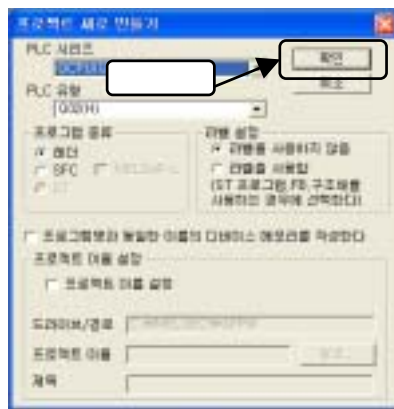 프로젝트 새로 만들기
PLC 시리즈
확인
취소
PLC 유형
Q02(H)
프로그램 종류
라벨 설정
래더
라벨을 사용하지 않음
SFC
라벨을 사용함
ST
(ST 프로그램,FB,구조체를
사용하는 경우에 선택한다)
프로그램명과 동일한 이름의 디바이스 메모리를 작성한다
프로젝트 이름 설정
프로젝트 이름 설정
드라이브/경로
프로젝트 이름
제목